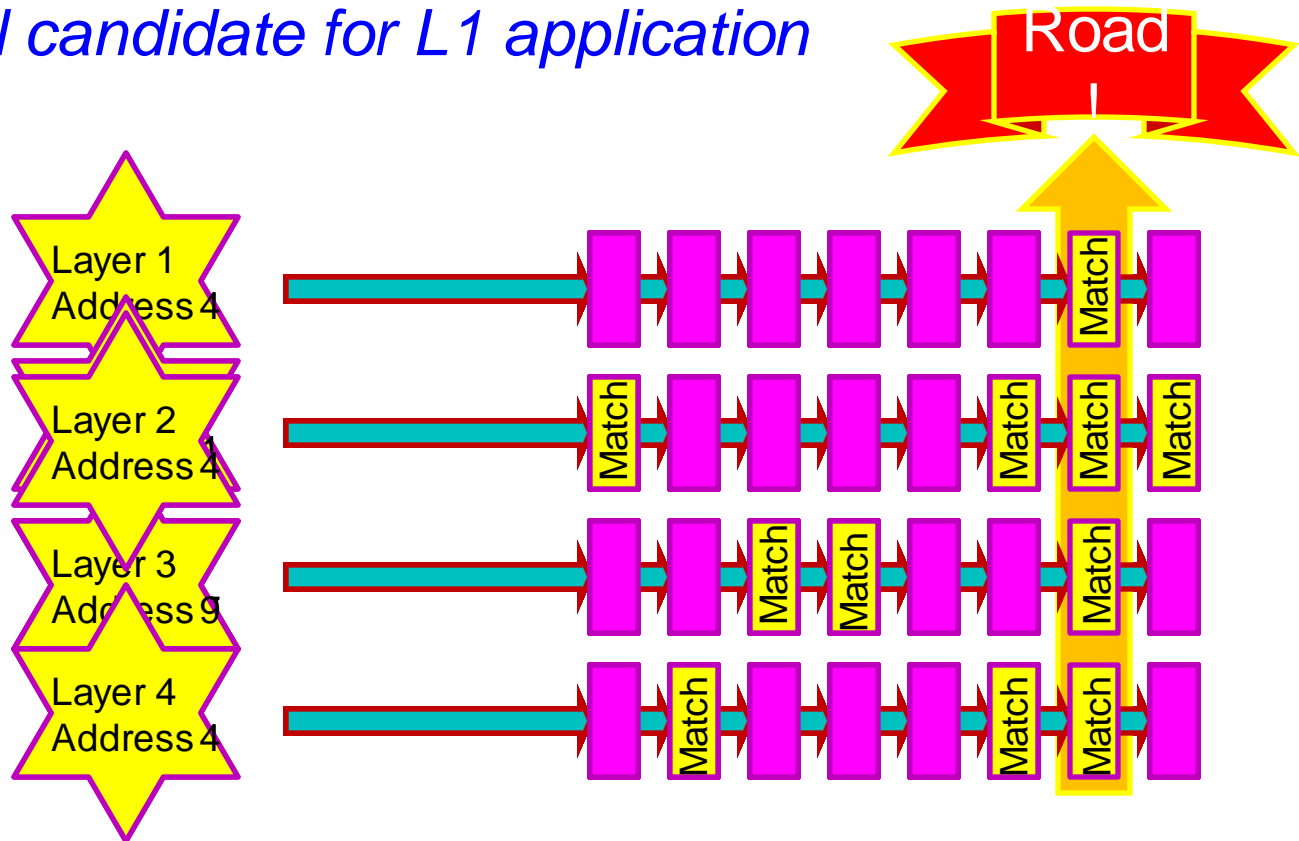 candidate for L1 application
Road
!
Layer 1
Address 4
Match
Layer 2
1
Address 4
Match
Match
Match
Match
Layer 3
Address 9
Match
Match
Match
Layer 4
Address 4
Match
Match
Match